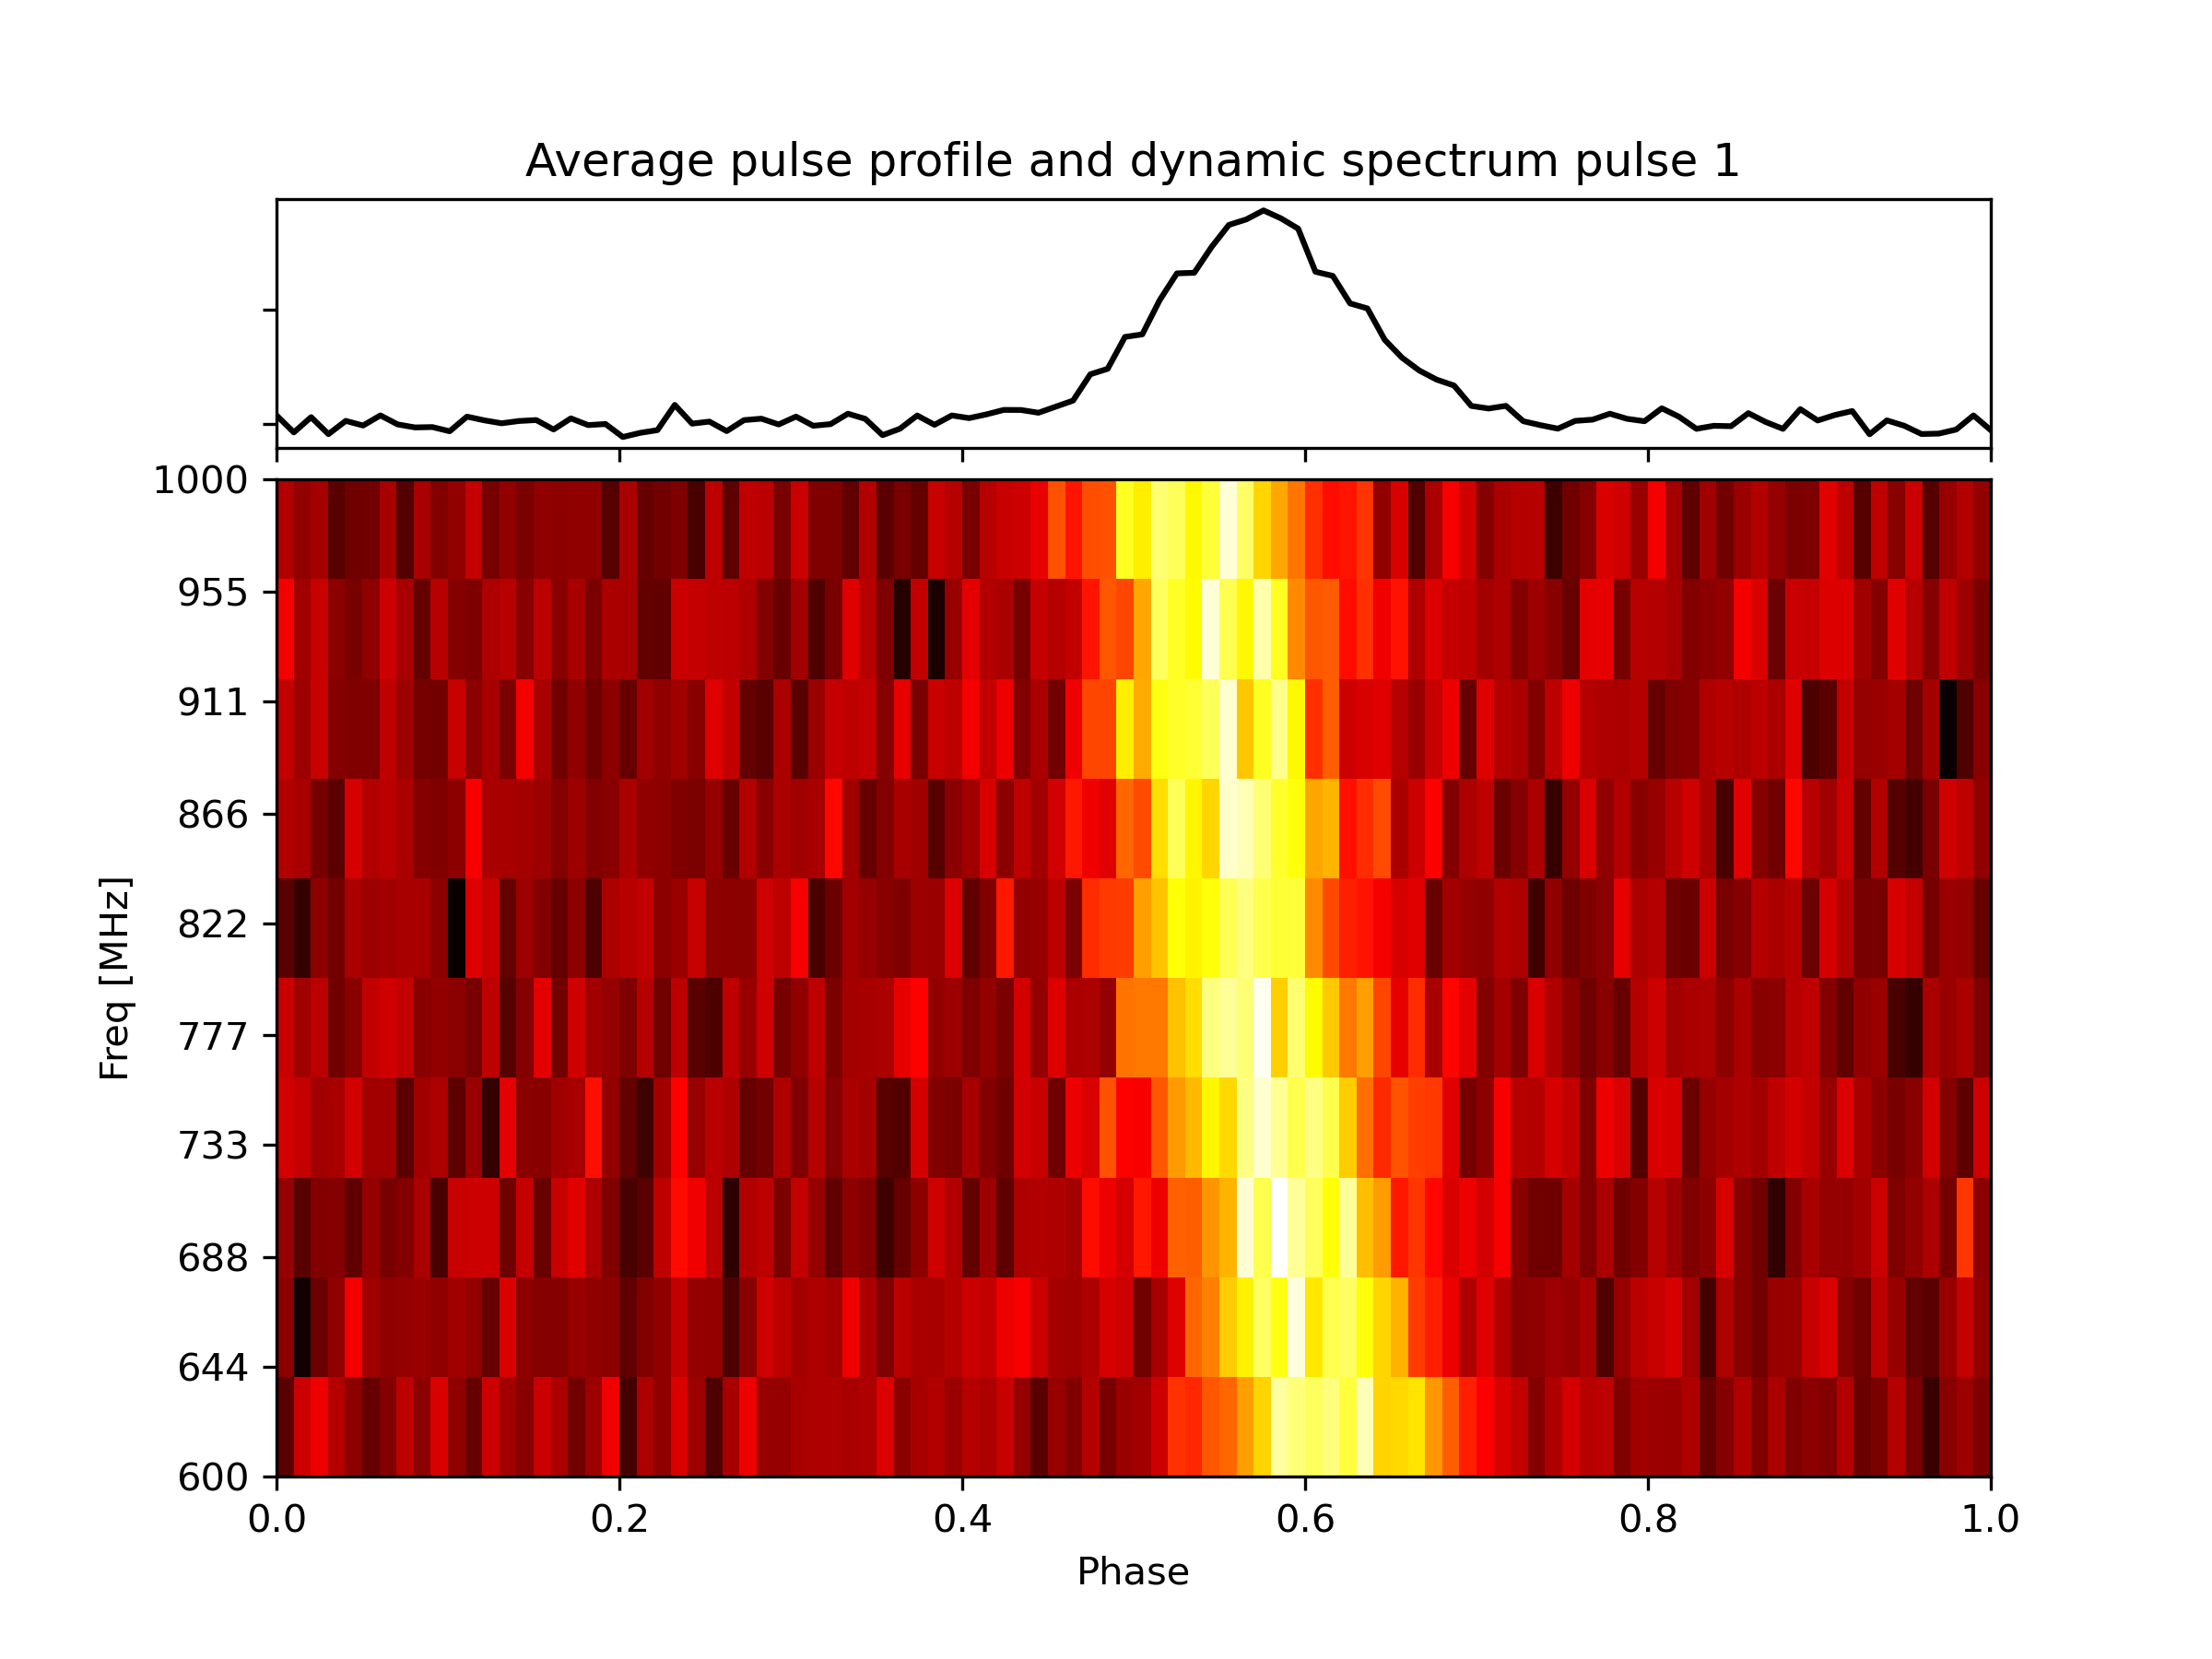 Average pulse profile and dynamic spectrum pulse 1
1000
955
911
866
822
777
733
688
644
600
Freq [MHz]
0.0 0.2 0.4 0.6 0.8 1.0
Phase